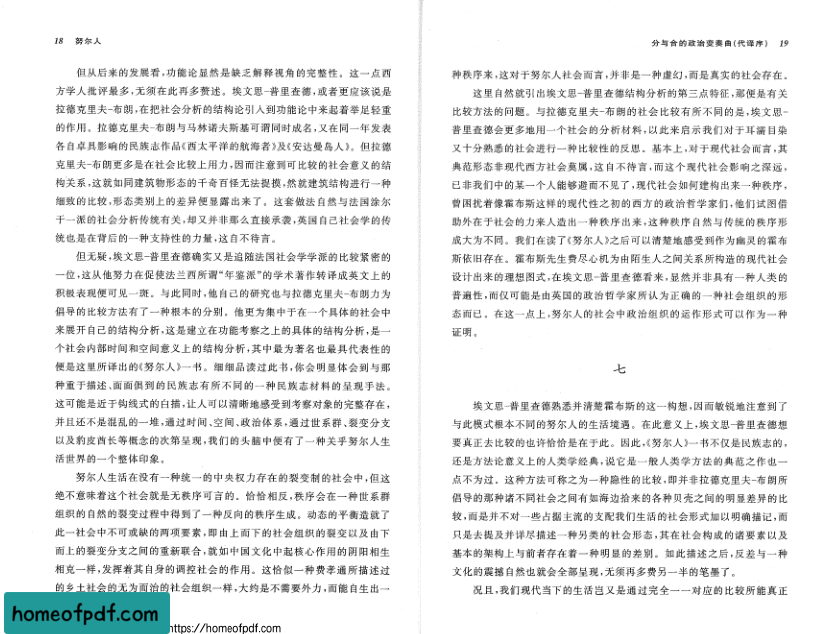 18 努尔人
但从后来的发展看,功能论显然是缺乏解释视角的完整性。这一点西
方学人批评最多,无须在此再多赘述。埃文思-普里查德,或者更应该说是
拉德克里夫-布朗,在把社会分析的结构论引入到功能论中来起着举足轻重
的作用。拉德克里夫-布朗与马林诺夫斯基可谓同时成名,又在同一年发表
各自卓具影响的民族志作品《西太平洋的航海者》及《安达曼岛人》。但拉德
克里夫-布朗更多是在社会比较上用力,因而注意到可比较的社会意义的结
构关系,这就如同建筑物形态的千奇百怪无法捉摸,然就建筑结构进行一种
细致的比较,形态类别上的差异便显露出来了。这套做法自然与法国涂尔
干一派的社会分析传统有关,却又并非那么直接承袭,英国自己社会学的传
统也是在背后的一种支持性的力量,这自不待言。
但无疑,埃文思-普里查德确实又是追随法国社会学学派的比较紧密的
一位,这从他努力在促使法兰西所谓“年鉴派”的学术著作转译成英文上的
积极表现便可见一斑。与此同时,他自己的研究也与拉德克里夫-布朗力为
倡导的比较方法有了一种根本的分别。他更为集中于在一个具体的社会中
来展开自己的结构分析,这是建立在功能考察之上的具体的结构分析,是一
个社会内部时间和空间意义上的结构分析,其中最为著名也最具代表性的
便是这里所译出的《努尔人》一书。细细品读过此书,你会明显体会到与那
种重于描述、面面俱到的民族志有所不同的一种民族志材料的呈现手法。
这可能是近于钩线式的白描,让人可以清晰地感受到考察对象的完整存在,
并且还不是混乱的一堆,通过时间、空间、政治体系,通过世系群、裂变分支
以及豹皮酋长等概念的次第呈现,我们的头脑中便有了一种关乎努尔人生
活世界的一个整体印象。
努尔人生活在没有一种统一的中央权力存在的裂变制的社会中,但这
绝不意味着这个社会就是无秩序可言的。恰恰相反,秩序会在一种世系群
组织的自然的裂变过程中得到了一种反向的秩序生成。动态的平衡造就了
此一社会中不可或缺的两项要素,即由上而下的社会组织的裂变以及由下
而上的裂变分支之间的重新联合,就如中国文化中起核心作用的阴阳相生
相克一样,发挥着其自身的调控社会的作用。这恰似一种费孝通所描述过
的乡土社会的无为而治的社会组织一样,大约是不需要外力,而能自生出一
homeofpdf.com
https://homeofpdf.com
分与合的政治变奏曲(代译序) 19
种秩序来,这对于努尔人社会而言,并非是一种虚幻,而是真实的社会存在。
这里自然就引出埃文思-普里查德结构分析的第三点特征,那便是有关
比较方法的问题。与拉德克里夫-布朗的社会比较有所不同的是,埃文思-
普里查德会更多地用一个社会的分析材料,以此来启示我们对于耳濡目染
又十分熟悉的社会进行一种比较性的反思。基本上,对于现代社会而言,其
典范形态非现代西方社会莫属,这自不待言,而这个现代社会影响之深远,
已非我们中的某一个人能够避而不见了,现代社会如何建构出来一种秩序,
曾困扰着像霍布斯这样的现代性之初的西方的政治哲学家们,他们试图借
助外在于社会的力来人造出一种秩序出来,这种秩序自然与传统的秩序形
成大为不同。我们在读了《努尔人》之后可以清楚地感受到作为幽灵的霍布
斯依旧存在。霍布斯先生费尽心机为由陌生人之间关系所构造的现代社会
设计出来的理想图式,在埃文思-普里查德看来,显然并非具有一种人类的
普遍性,而仅可能是由英国的政治哲学家所认为正确的一种社会组织的形
态而已。在这一点上,努尔人的社会中政治组织的运作形式可以作为一种
证明。
七
埃文思-普里查德熟悉并清楚霍布斯的这一构想,因而敏锐地注意到了
与此模式根本不同的努尔人的生活境遇。在此意义上,埃文思-普里查德想
要真正去比较的也许恰恰是在于此。因此,《努尔人》一书不仅是民族志的,
还是方法论意义上的人类学经典,说它是一般人类学方法的典范之作也一
点不为过。这种方法可称之为一种隐性的比较,即并非拉德克里夫-布朗所
倡导的那种诸不同社会之间有如海边拾来的各种贝壳之间的明显差异的比
较,而是并不对一些占据主流的支配我们生活的社会形式加以明确描记,而
只是去提及并详尽描述一种另类的社会形态,其在社会构成的诸要素以及
基本的架构上与前者存在着一种明显的差别。如此描述之后,反差与一种
文化的震撼自然也就会全部呈现,无须再多费另一半的笔墨了。
况且,我们现代当下的生活岂又是通过完全一一对应的比较所能真正